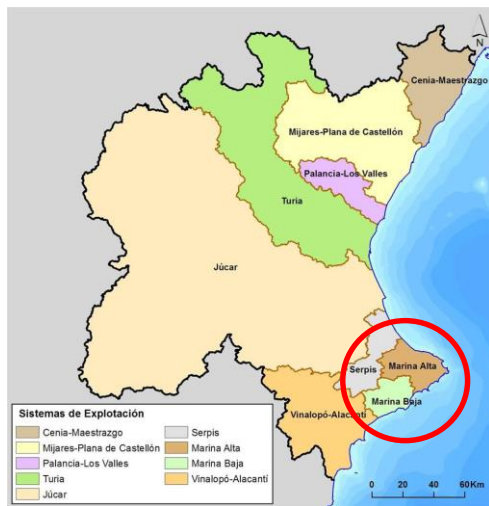 N
Cenia-Maestrazgo
Mijares-Plana de Castellón
Palancia-Los Valles
Turia
Júcar
Serpis
Marina Alta
Marina Baja
Vinalopó-Alacantí
Sistemas de Explotación
Cenia-Maestrazgo
Mijares-Plana de Castellón
Palancia-Los Valles
Turia
Júcar
Serpis
Marina Alta
Marina Baja
Vinalopó-Alacantí
0 20 40 60Km